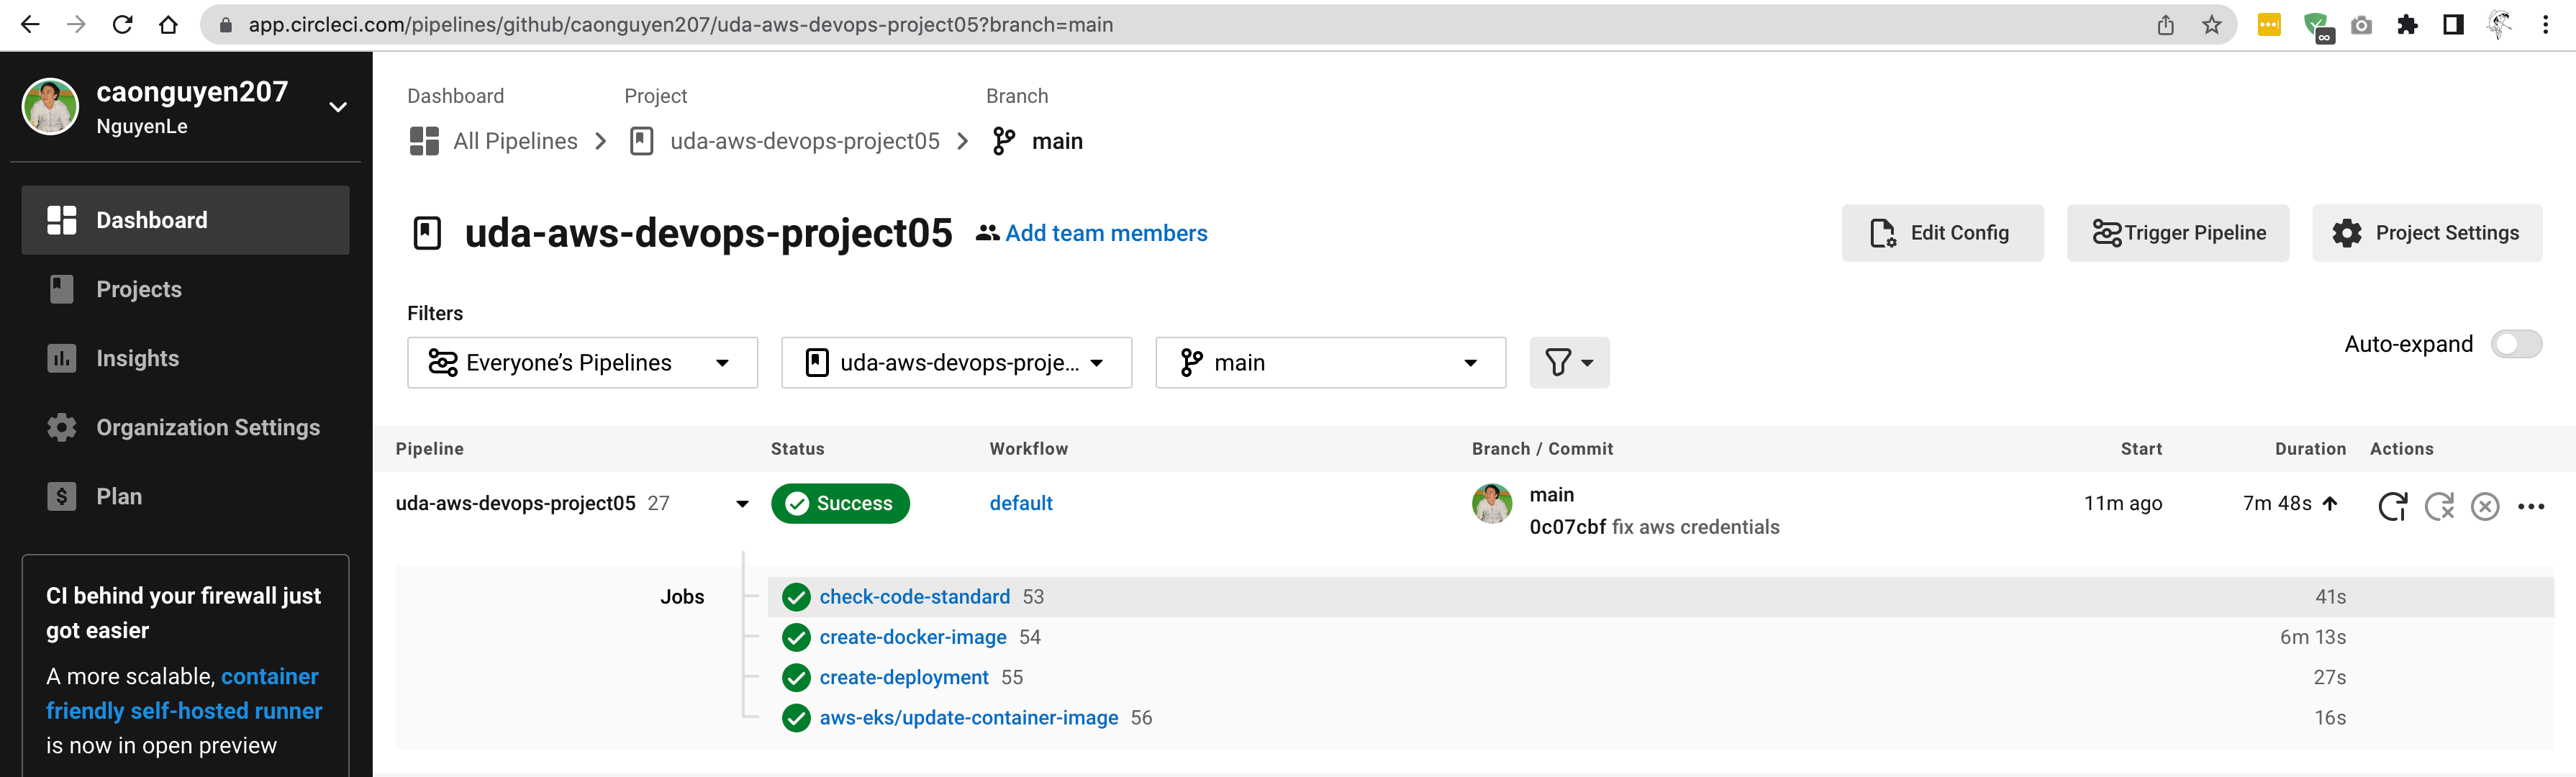 app.circleci.com/pipelines/github/caonguyen207/uda-aws-devops-project05?branch=main
caonguyen207
NguyenLe
Dashboard
Projects
Insights
Organization Settings
Plan
CI behind your firewall just
got easier
A more scalable, container
friendly self-hosted runner
is now in open preview
Dashboard Project Branch
All Pipelines uda-aws-devops-project05 main
uda-aws-devops-project05 Add team members
Edit Config Trigger Pipeline Project Settings
Filters
Everyone’s Pipelines uda-aws-devops-proje... main
Auto-expand
Pipeline Status Workflow Branch / Commit Start Duration Actions
uda-aws-devops-project05 27 Success default main 11m ago 7m 48s
0c07cbf fix aws credentials
Jobs check-code-standard 53 41s
create-docker-image 54 6m 13s
create-deployment 55 27s
aws-eks/update-container-image 56 16s